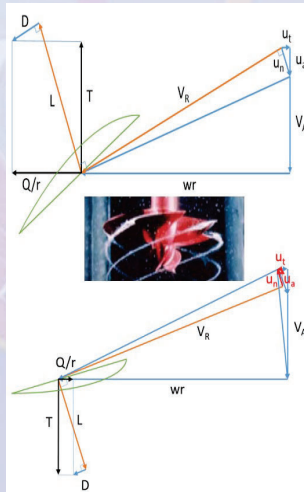 D
u_t
u_a
u_n
L
T
V_R
V_A
Q/r
wr
u_t
u_n
u_a
V_R
V_A
Q/r
T
L
wr
D